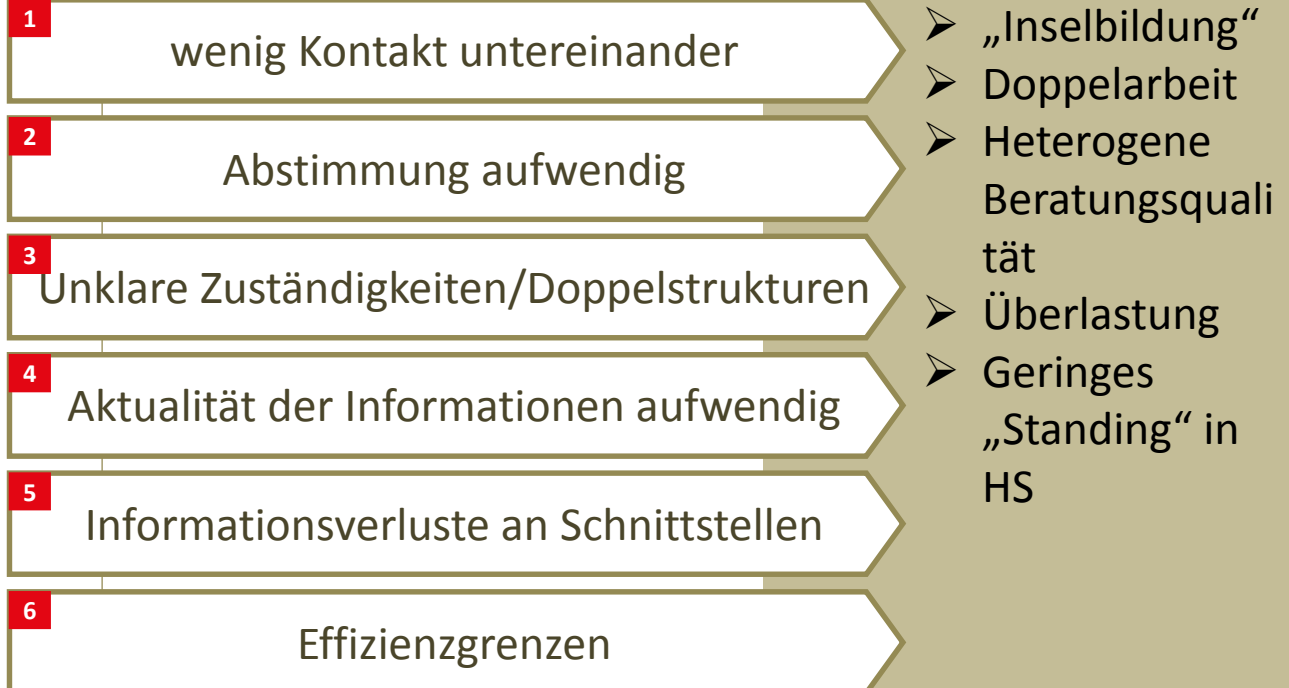 1
wenig Kontakt untereinander
2
Abstimmung aufwendig
3
Unklare Zuständigkeiten/Doppelstrukturen
4
Aktualität der Informationen aufwendig
5
Informationsverluste an Schnittstellen
6
Effizienzgrenzen
➢ „Inselbildung“
➢ Doppelarbeit
➢ Heterogene
Beratungsquali
tät
➢ Überlastung
➢ Geringes
„Standing“ in
HS